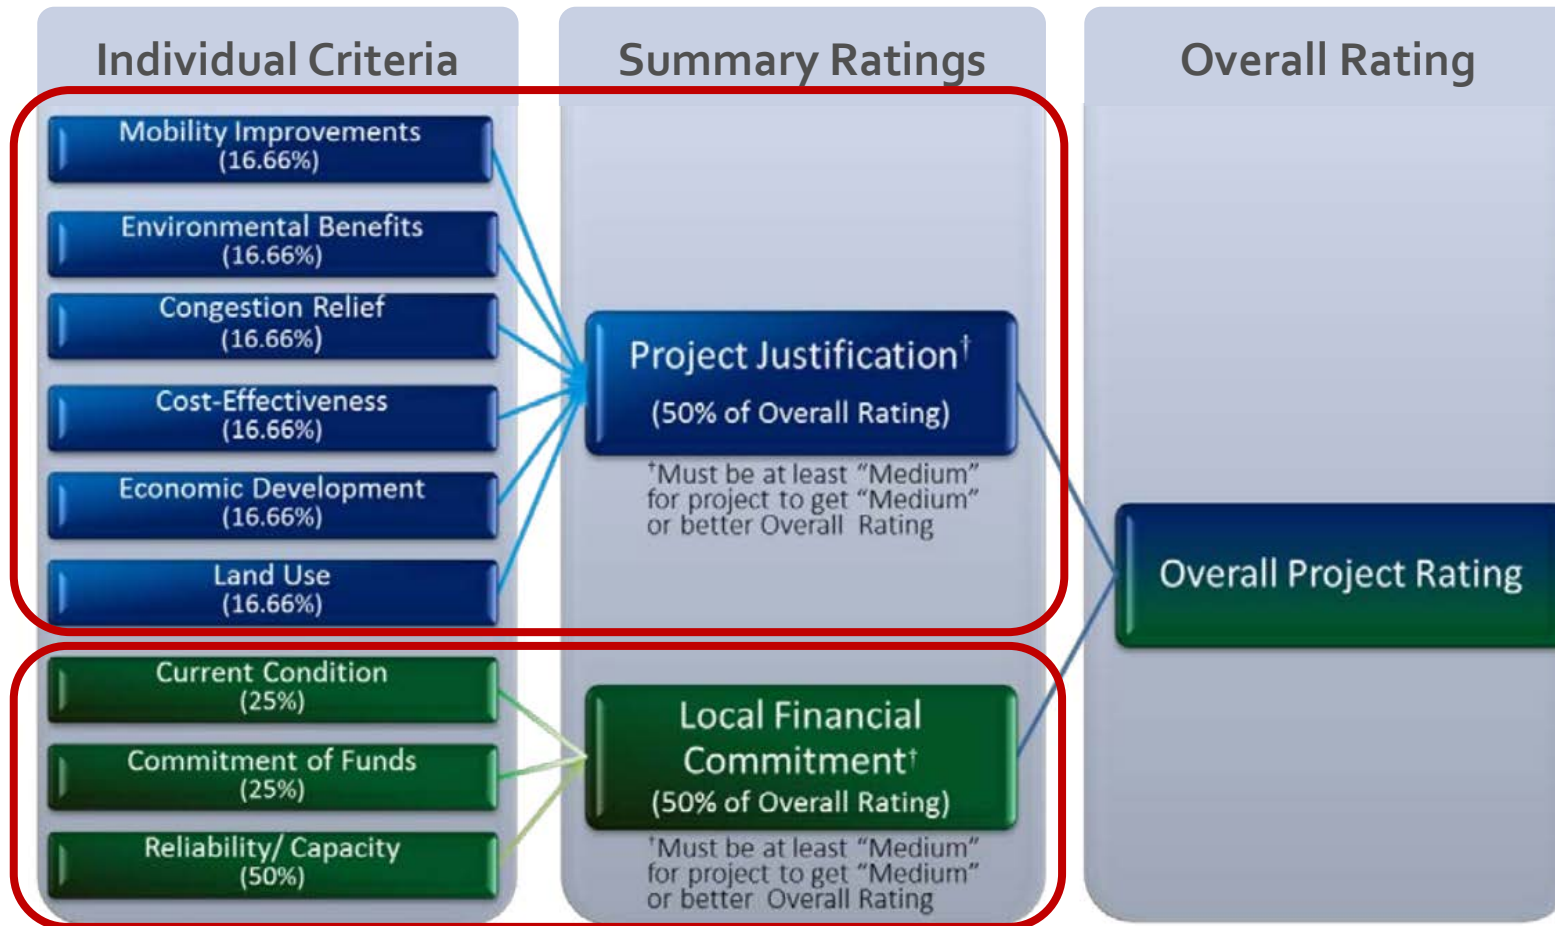 Individual Criteria
Mobility Improvements
(16.66%)
Environmental Benefits
(16.66%)
Congestion Relief
(16.66%)
Cost-Effectiveness
(16.66%)
Economic Development
(16.66%)
Land Use
(16.66%)
Current Condition
(25%)
Commitment of Funds
(25%)
Reliability/ Capacity
(50%)
Summary Ratings
Project Justification†
(50% of Overall Rating)
†Must be at least “Medium”
for project to get “Medium”
or better Overall Rating
Local Financial
Commitment†
(50% of Overall Rating)
†Must be at least “Medium”
for project to get “Medium”
or better Overall Rating
Overall Rating
Overall Project Rating